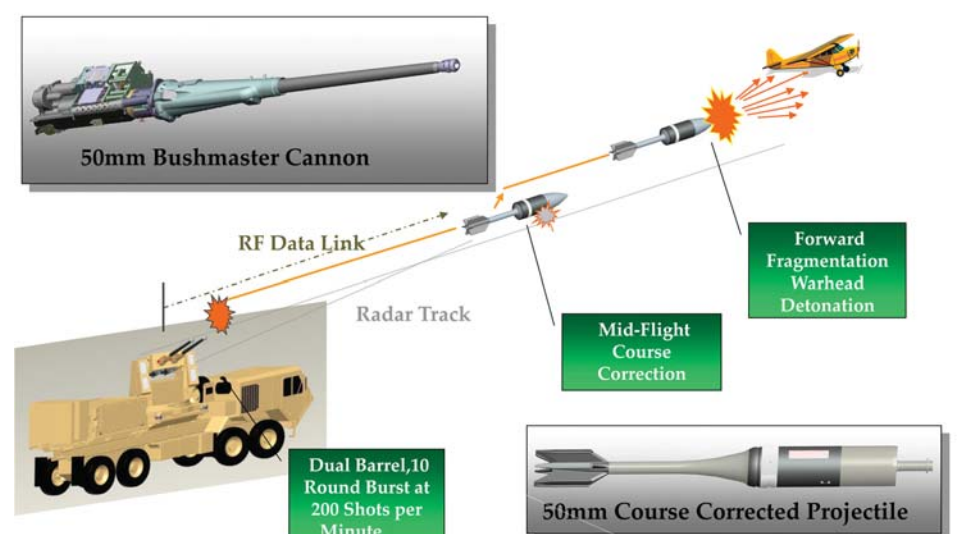 50mm Bushmaster Cannon
RF Data Link
Radar Track
Forward
Fragmentation
Warhead
Detonation
Mid-Flight
Course
Correction
Dual Barrel,10
Round Burst at
200 Shots per
Minute
50mm Course Corrected Projectile